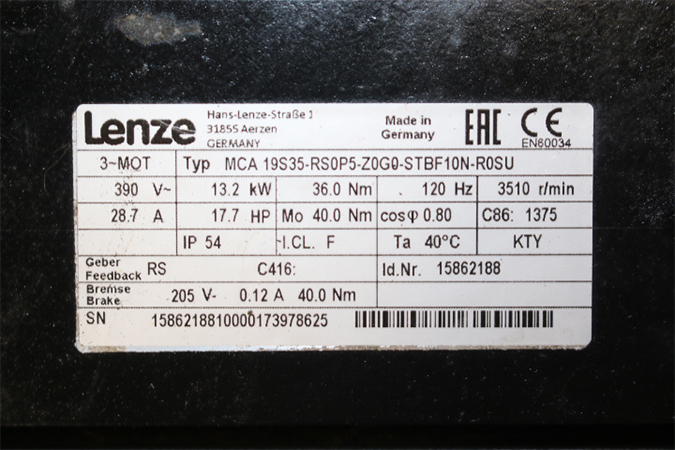 Lenze
Hans-Lenze-Straße 1
31855 Aerzen
GERMANY
Made in
Germany
EAC CE
EN60034
3~MOT Typ MCA 19S35-RS0P5-Z0G0-STBF10N-R0SU
390 V~ 13.2 kW 36.0 Nm 120 Hz 3510 r/min
28.7 A 17.7 HP Mo 40.0 Nm cosφ 0.80 C86: 1375
IP 54 I.CL. F Ta 40°C KTY
Geber
Feedback RS C416: Id.Nr. 15862188
Bremse
Brake 205 V- 0.12 A 40.0 Nm
SN 1586218810000173978625